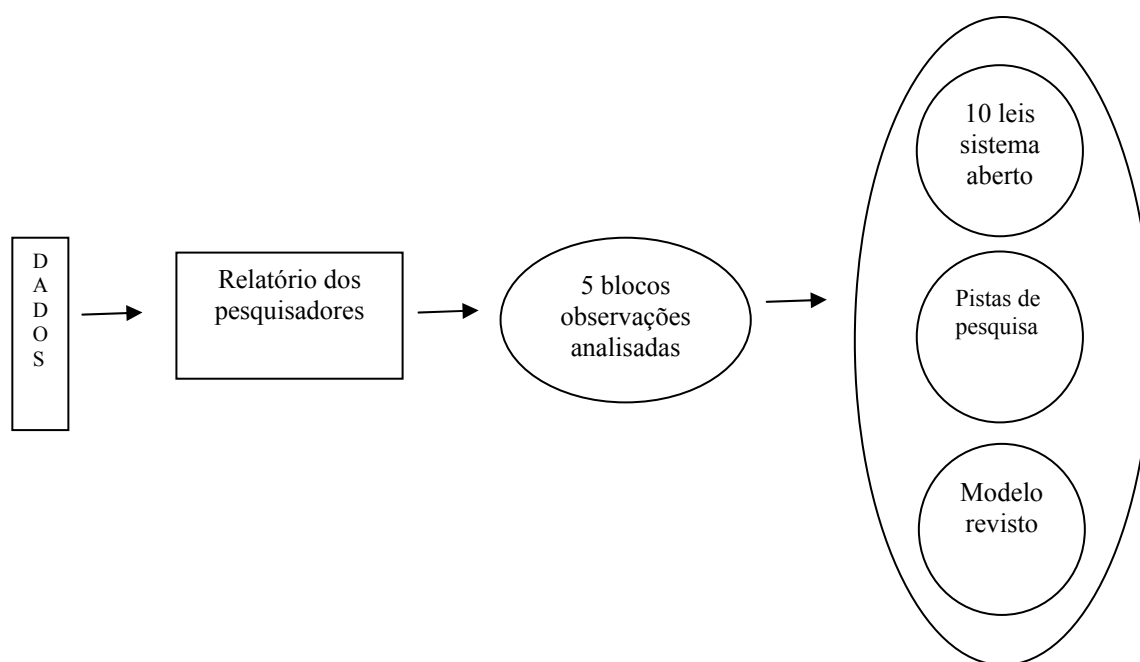 D
A
D
O
S
Relatório dos
pesquisadores
5 blocos
observações
analisadas
10 leis
sistema
aberto
Pistas de
pesquisa
Modelo
revisto